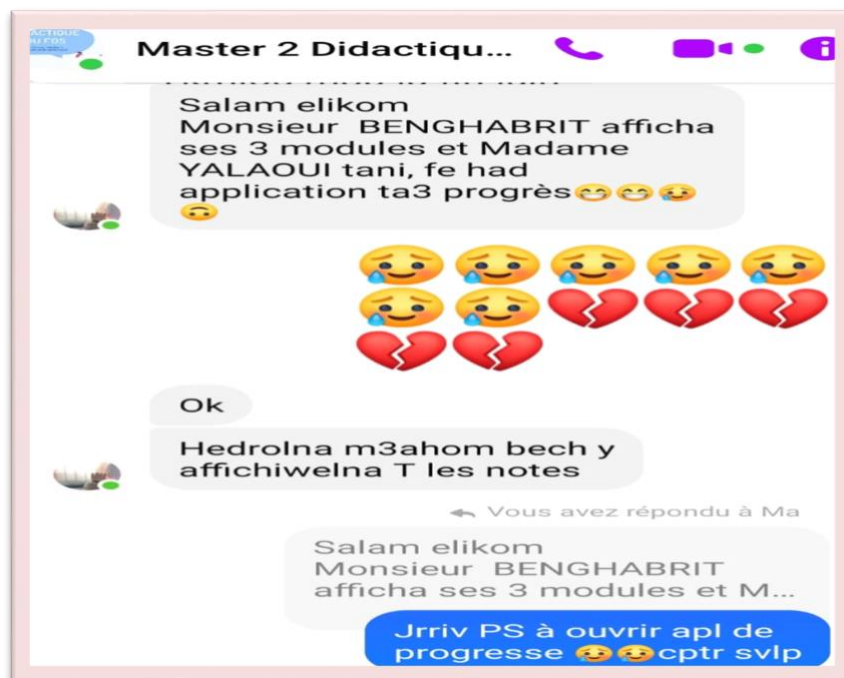 ACTIQUE
Master 2 Didactiqu...
Salam elikom
Monsieur BENGHABRIT afficha
ses 3 modules et Madame
YALAOUI tani, fe had
application ta3 progrès😁😁🥲
🙃
🥲🥲🥲🥲🥲
🥲🥲💔💔💔
💔💔
Ok
Hedrolna m3ahom bech y
affichiwelna T les notes
Vous avez répondu à Ma
Salam elikom
Monsieur BENGHABRIT
afficha ses 3 modules et M...
Jrriv PS à ouvrir apl de
progresse 🥲🥲cptr svlp